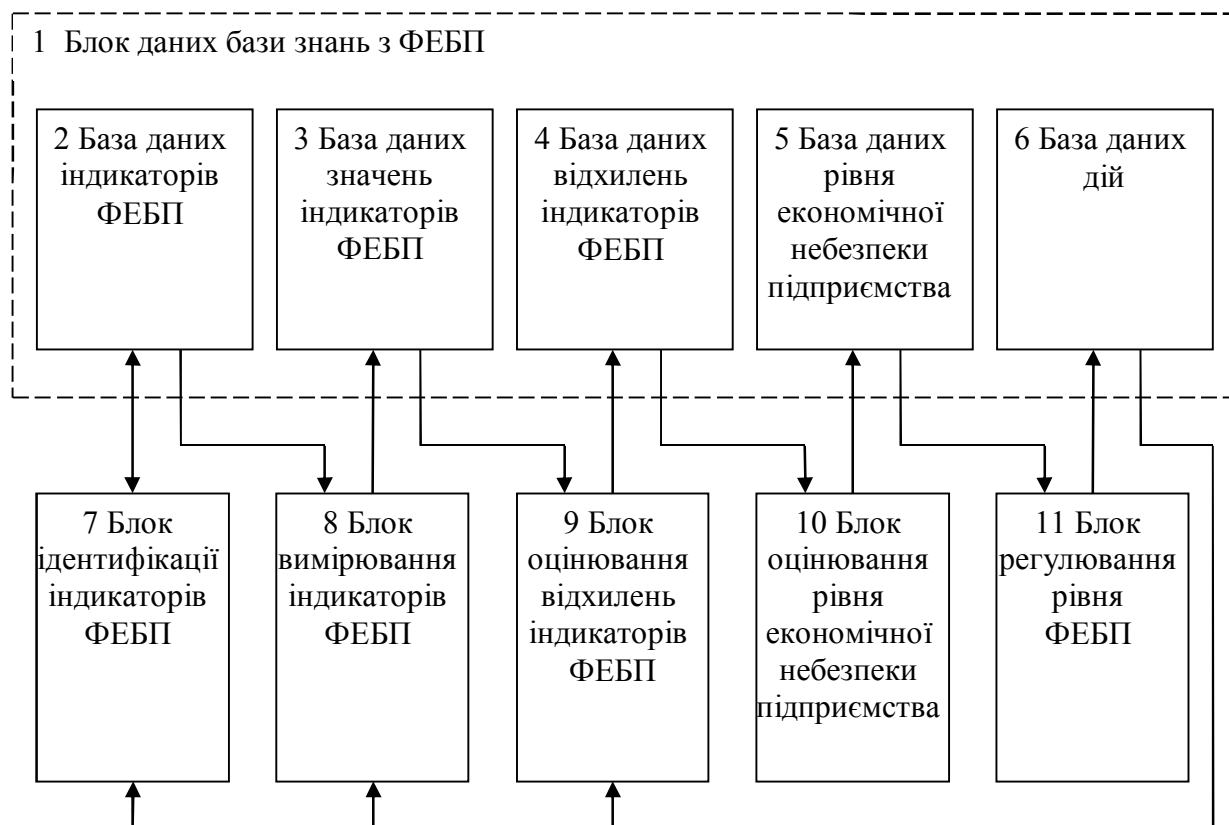 1 Блок даних бази знань з ФЕБП
2 База даних
індикаторів
ФЕБП
3 База даних
значень
індикаторів
ФЕБП
4 База даних
відхилень
індикаторів
ФЕБП
5 База даних
рівня
економічної
небезпеки
підприємства
6 База даних
дій
7 Блок
ідентифікації
індикаторів
ФЕБП
8 Блок
вимірювання
індикаторів
ФЕБП
9 Блок
оцінювання
відхилень
індикаторів
ФЕБП
10 Блок
оцінювання
рівня
економічної
небезпеки
підприємства
11 Блок
регулювання
рівня
ФЕБП